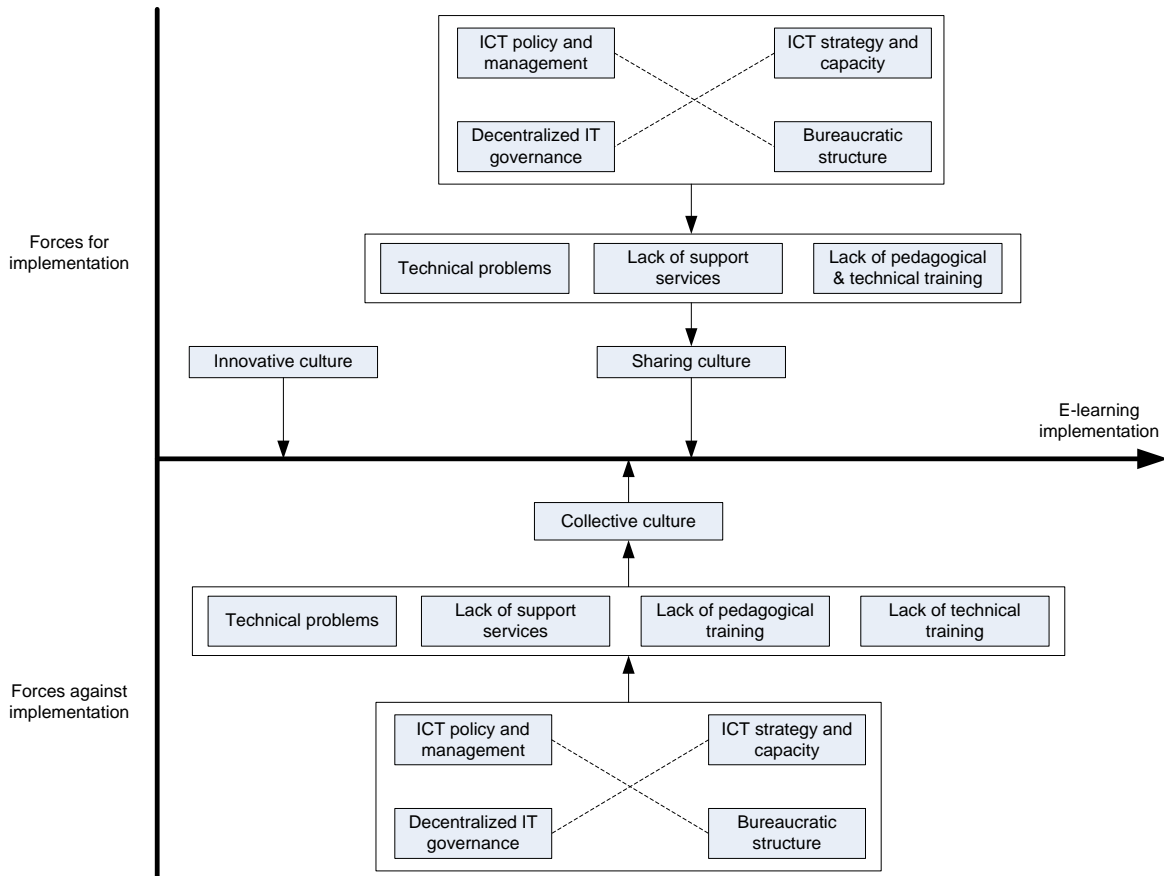 ICT policy and
management
ICT strategy and
capacity
Decentralized IT
governance
Bureaucratic
structure
Forces for
implementation
Technical problems
Lack of support
services
Lack of pedagogical
& technical training
Innovative culture
Sharing culture
E-learning
implementation
Collective culture
Technical problems
Lack of support
services
Lack of pedagogical
training
Lack of technical
training
Forces against
implementation
ICT policy and
management
ICT strategy and
capacity
Decentralized IT
governance
Bureaucratic
structure